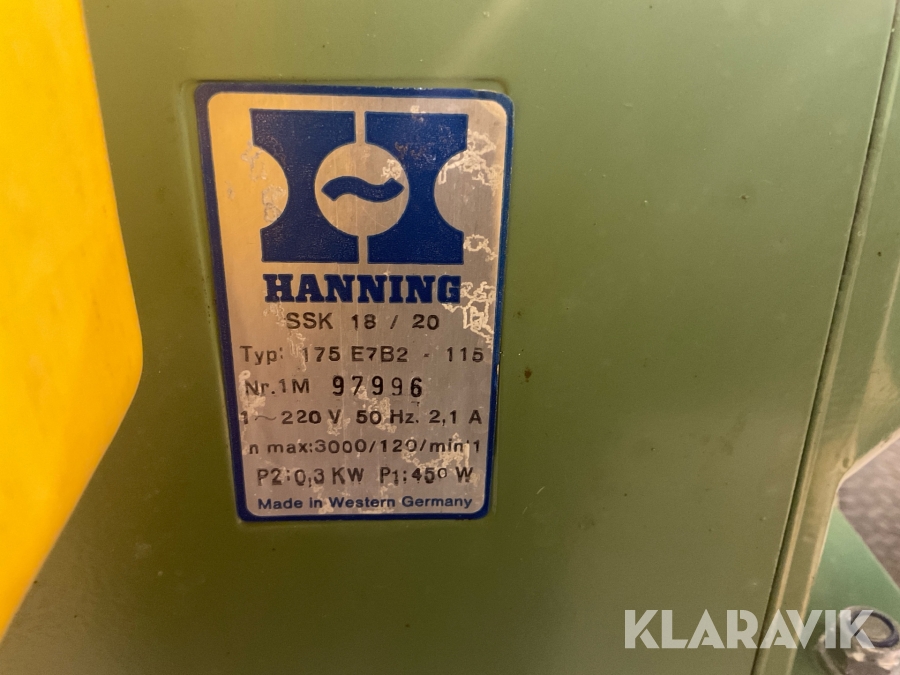 HANNING
SSK 18 / 20
Typ: 175 E7B2 - 115
Nr.1M 97996
1~220 V 50 Hz. 2,1 A
n max:3000/120/min⁻1
P2:0,3 KW P1:450 W
Made in Western Germany
KLARAVIK